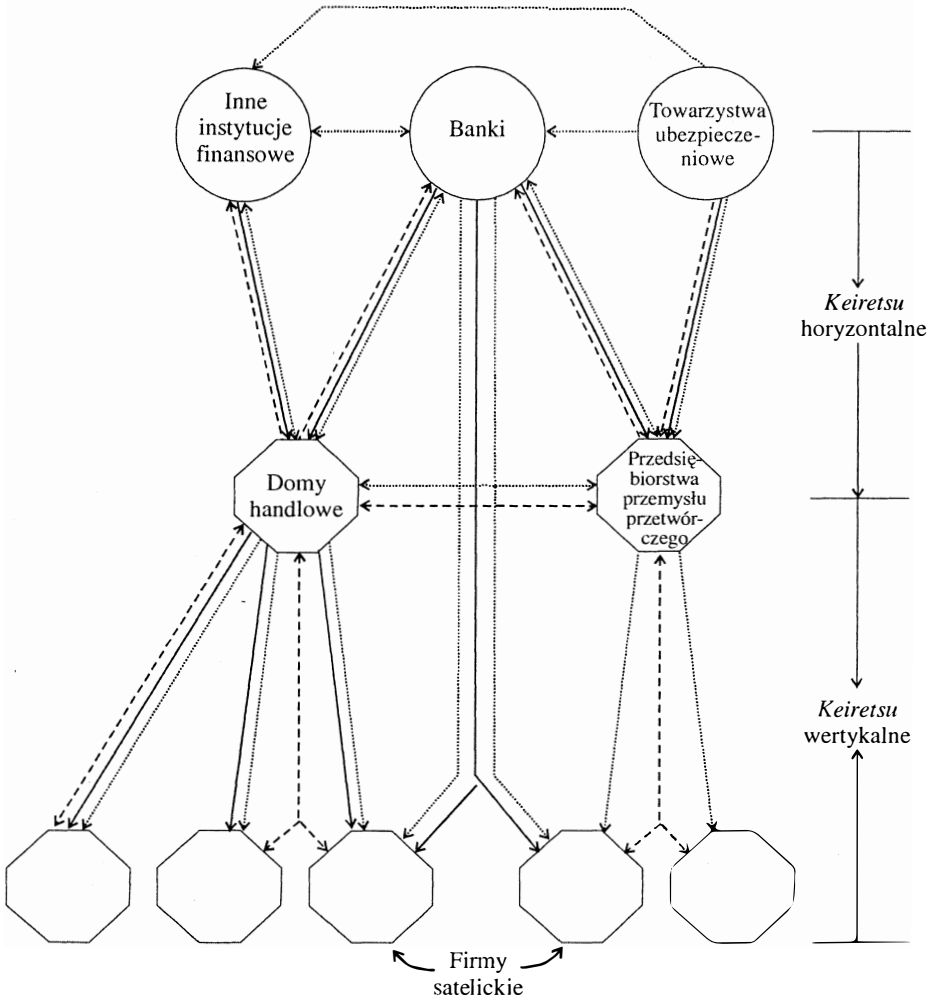 Inne
instytucje
finansowe
Banki
Towarzystwa
ubezpiecze-
niowe
Keiretsu
horyzontalne
Domy
handlowe
Przedsię-
biorstwa
przemysłu
przetwór-
czego
Keiretsu
wertykalne
Firmy
satelickie